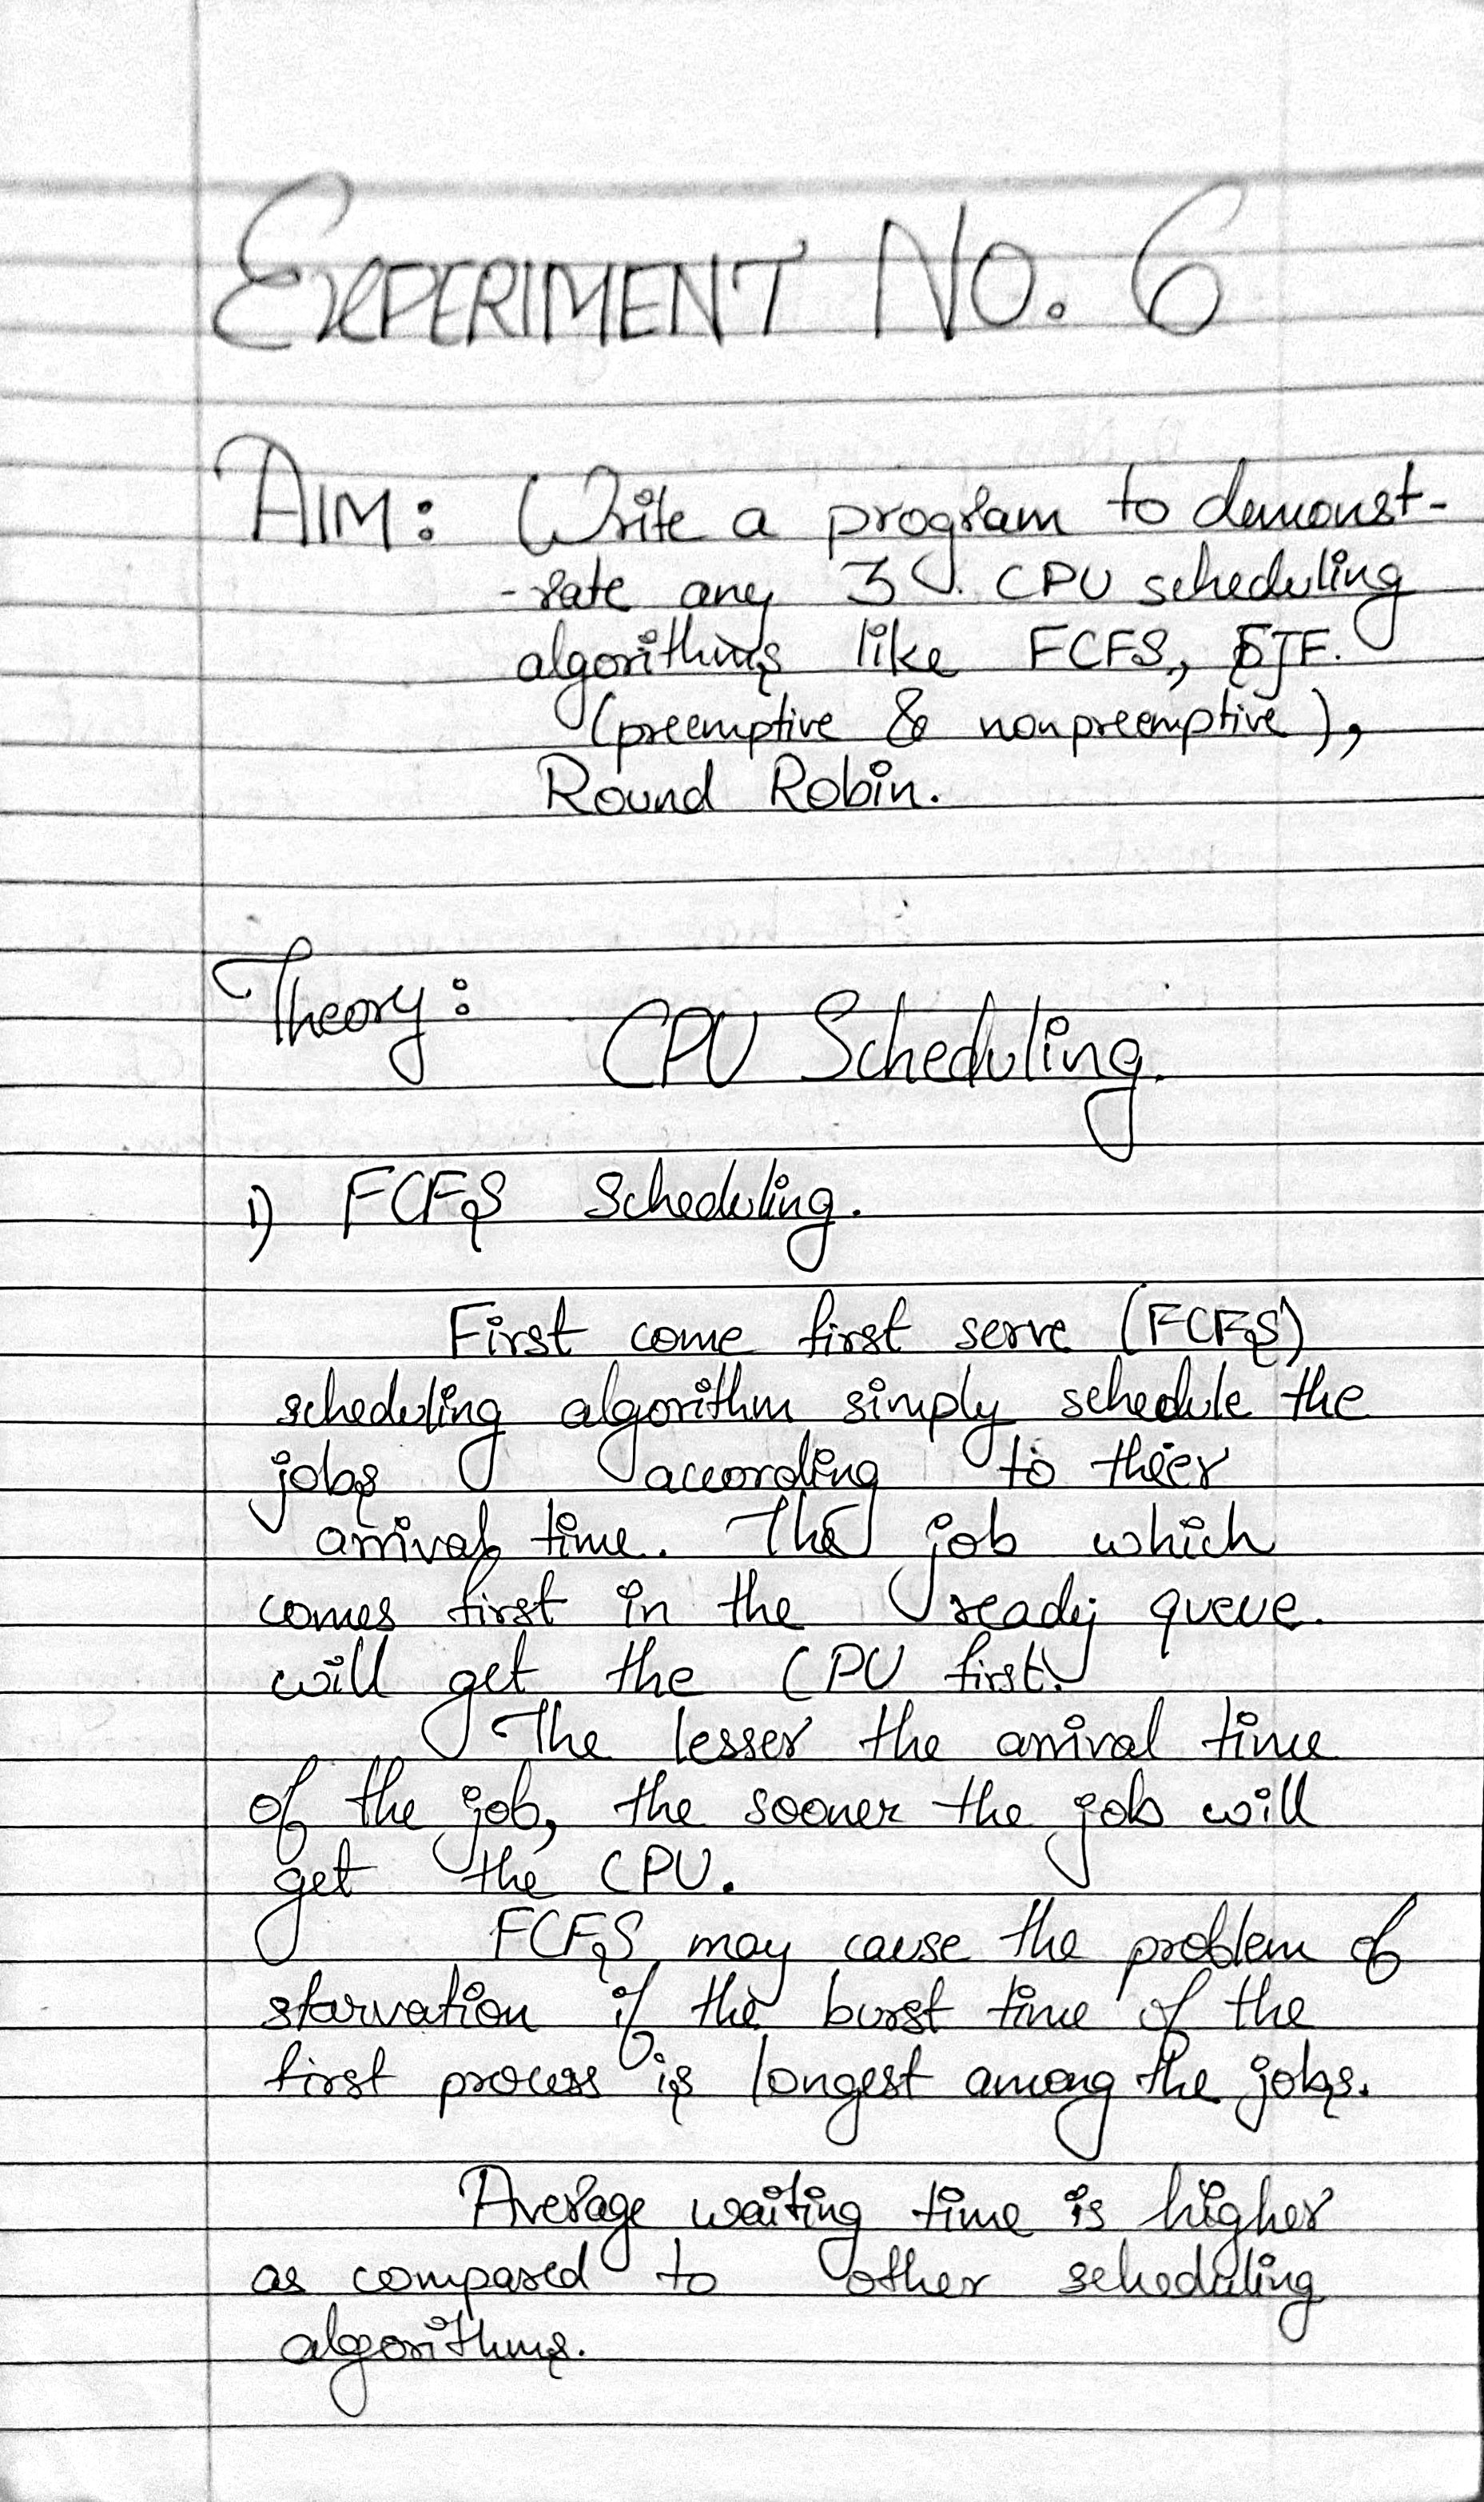 EXPERIMENT NO. 6
AIM: Write a program to demonst-
-rate any 3 CPU scheduling
algorithms like FCFS, SJF.
(preemptive & nonpreemptive),
Round Robin.
Theory:
CPU Scheduling.
1) FCFS Scheduling.
First come first serve (FCFS)
scheduling algorithm simply schedule the
jobs according to thier
arrival time. The job which
comes first in the ready queue.
will get the CPU first.
The lesser the arrival time
of the job, the sooner the job will
get the CPU.
FCFS may cause the problem of
starvation if the burst time of the
first process is longest among the jobs.
Average waiting time is higher
as compared to other scheduling
algorithms.